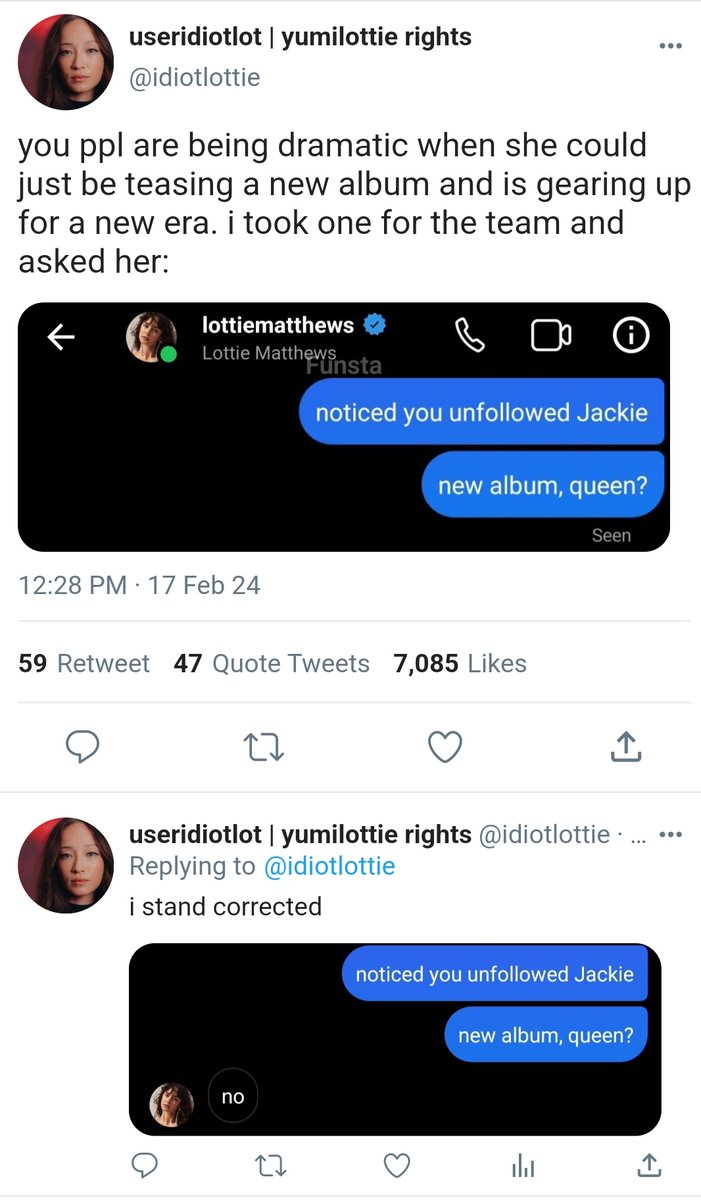 useridiotlot | yumilottie rights
@idiotlottie
you ppl are being dramatic when she could
just be teasing a new album and is gearing up
for a new era. i took one for the team and
asked her:
lottiematthews
Lottie Matthews
Funsta
noticed you unfollowed Jackie
new album, queen?
Seen
12:28 PM · 17 Feb 24
59 Retweet 47 Quote Tweets 7,085 Likes
useridiotlot | yumilottie rights @idiotlottie · ...
Replying to @idiotlottie
i stand corrected
noticed you unfollowed Jackie
new album, queen?
no